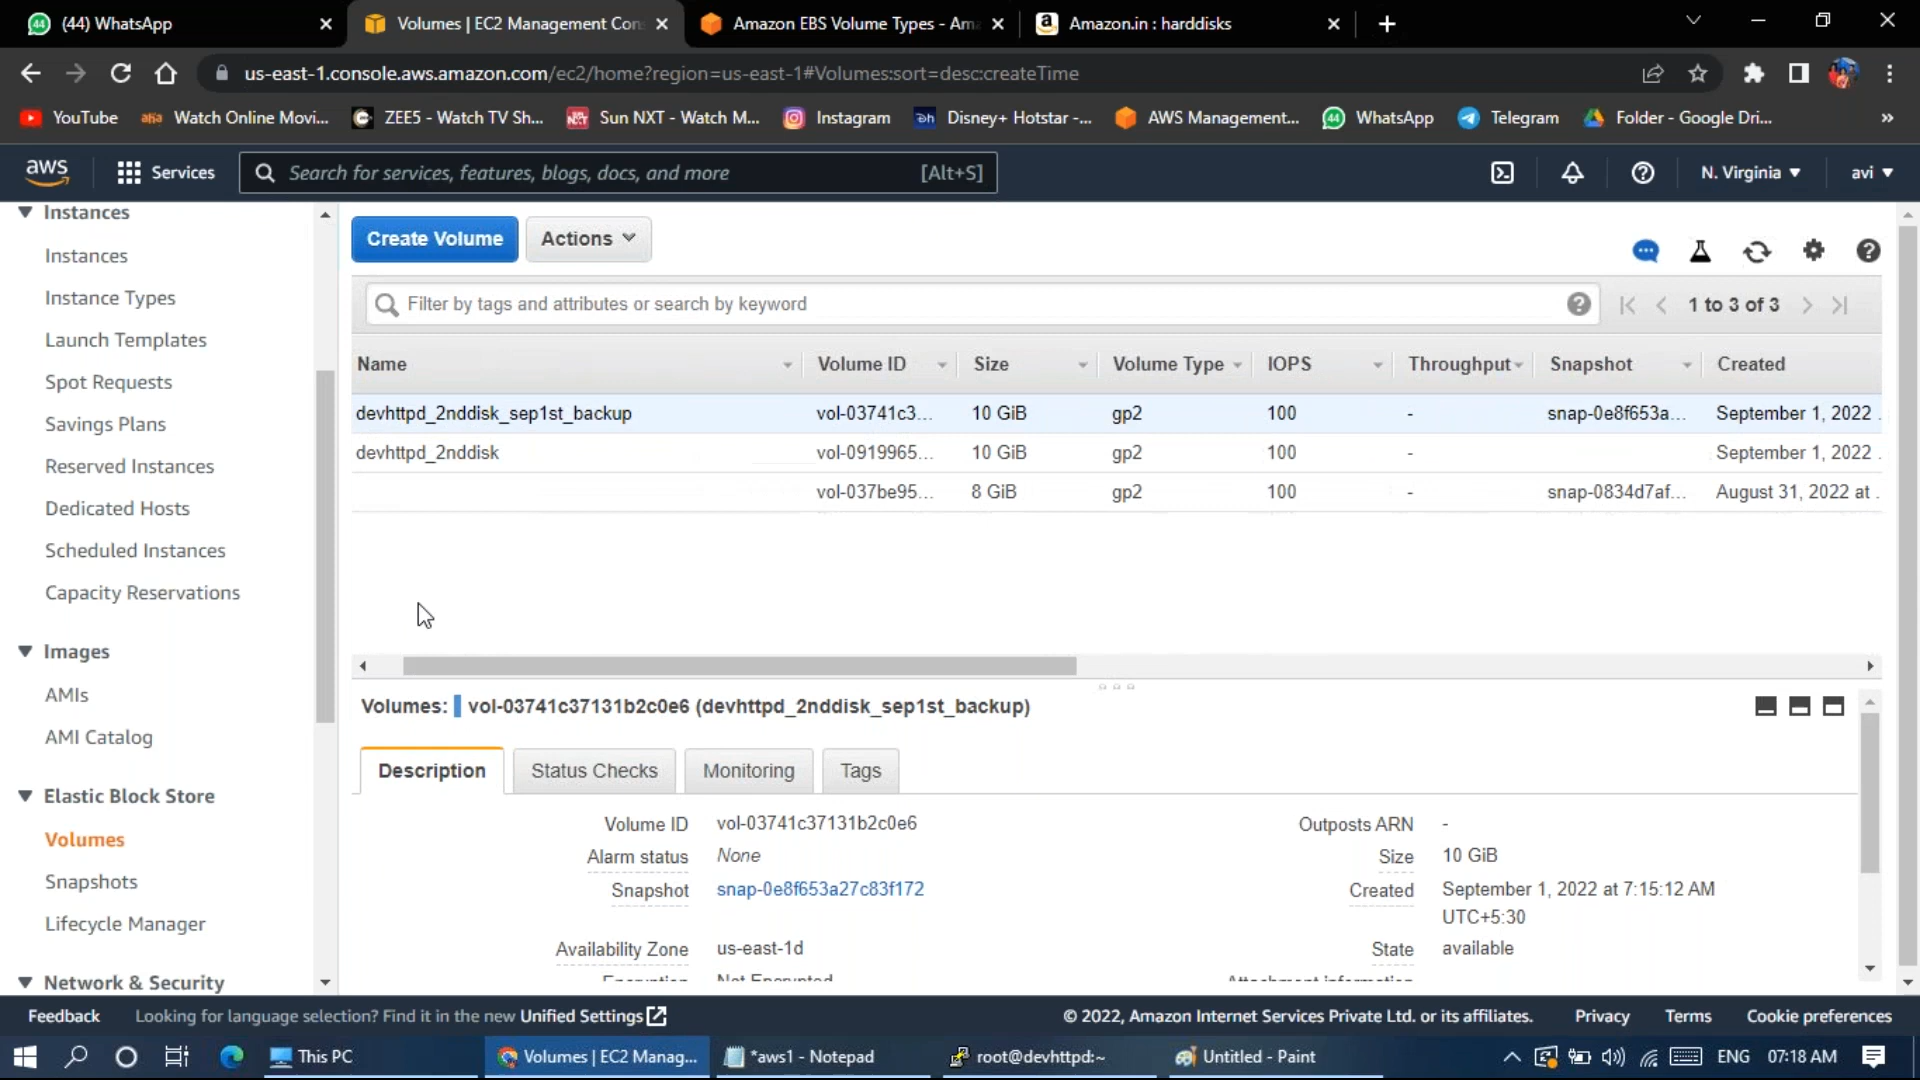 (44) WhatsApp
Volumes | EC2 Management Con
Amazon EBS Volume Types - Am
Amazon.in : harddisks
us-east-1.console.aws.amazon.com/ec2/home?region=us-east-1#Volumes:sort=desc:createTime
YouTube
Watch Online Movi...
ZEE5 - Watch TV Sh...
Sun NXT - Watch M...
Instagram
Disney+ Hotstar -...
AWS Management...
WhatsApp
Telegram
Folder - Google Dri...
»
aws
Services
Search for services, features, blogs, docs, and more
[Alt+S]
N. Virginia
avi
Instances
Instances
Instance Types
Launch Templates
Spot Requests
Savings Plans
Reserved Instances
Dedicated Hosts
Scheduled Instances
Capacity Reservations
Images
AMIs
AMI Catalog
Elastic Block Store
Volumes
Snapshots
Lifecycle Manager
Network & Security
Create Volume
Actions
Filter by tags and attributes or search by keyword
1 to 3 of 3
Name Volume ID Size Volume Type IOPS Throughput Snapshot Created
devhttpd_2nddisk_sep1st_backup vol-03741c3... 10 GiB gp2 100 - snap-0e8f653a... September 1, 2022 .
devhttpd_2nddisk vol-0919965... 10 GiB gp2 100 - September 1, 2022 .
vol-037be95... 8 GiB gp2 100 - snap-0834d7af... August 31, 2022 at .
Volumes: vol-03741c37131b2c0e6 (devhttpd_2nddisk_sep1st_backup)
Description
Status Checks
Monitoring
Tags
Volume ID vol-03741c37131b2c0e6
Alarm status None
Snapshot snap-0e8f653a27c83f172
Availability Zone us-east-1d
Encryption Not Encrypted
Outposts ARN -
Size 10 GiB
Created September 1, 2022 at 7:15:12 AM
UTC+5:30
State available
Attachment information
Feedback
Looking for language selection? Find it in the new Unified Settings
© 2022, Amazon Internet Services Private Ltd. or its affiliates.
Privacy
Terms
Cookie preferences
This PC
Volumes | EC2 Manag...
*aws1 - Notepad
root@devhttpd:~
Untitled - Paint
ENG
07:18 AM